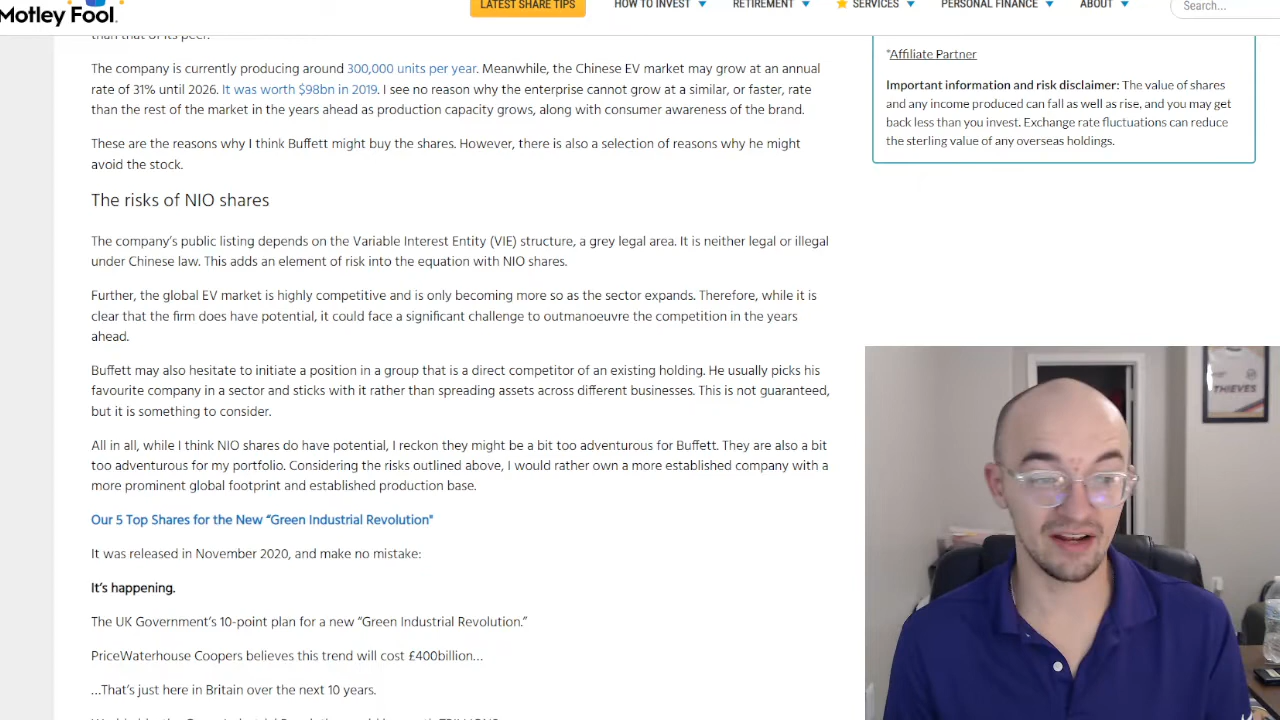 Motley Fool.
LATEST SHARE TIPS
HOW TO INVEST
RETIREMENT
SERVICES
PERSONAL FINANCE
ABOUT
Search...
than that of its peer.
The company is currently producing around 300,000 units per year. Meanwhile, the Chinese EV market may grow at an annual
rate of 31% until 2026. It was worth $98bn in 2019. I see no reason why the enterprise cannot grow at a similar, or faster, rate
than the rest of the market in the years ahead as production capacity grows, along with consumer awareness of the brand.
These are the reasons why I think Buffett might buy the shares. However, there is also a selection of reasons why he might
avoid the stock.
The risks of NIO shares
The company's public listing depends on the Variable Interest Entity (VIE) structure, a grey legal area. It is neither legal or illegal
under Chinese law. This adds an element of risk into the equation with NIO shares.
Further, the global EV market is highly competitive and is only becoming more so as the sector expands. Therefore, while it is
clear that the firm does have potential, it could face a significant challenge to outmanoeuvre the competition in the years
ahead.
Buffett may also hesitate to initiate a position in a group that is a direct competitor of an existing holding. He usually picks his
favourite company in a sector and sticks with it rather than spreading assets across different businesses. This is not guaranteed,
but it is something to consider.
All in all, while I think NIO shares do have potential, I reckon they might be a bit too adventurous for Buffett. They are also a bit
too adventurous for my portfolio. Considering the risks outlined above, I would rather own a more established company with a
more prominent global footprint and established production base.
Our 5 Top Shares for the New “Green Industrial Revolution"
It was released in November 2020, and make no mistake:
It's happening.
The UK Government's 10-point plan for a new “Green Industrial Revolution.”
PriceWaterhouse Coopers believes this trend will cost £400billion…
…That's just here in Britain over the next 10 years.
*Affiliate Partner
Important information and risk disclaimer: The value of shares
and any income produced can fall as well as rise, and you may get
back less than you invest. Exchange rate fluctuations can reduce
the sterling value of any overseas holdings.
THIEVES